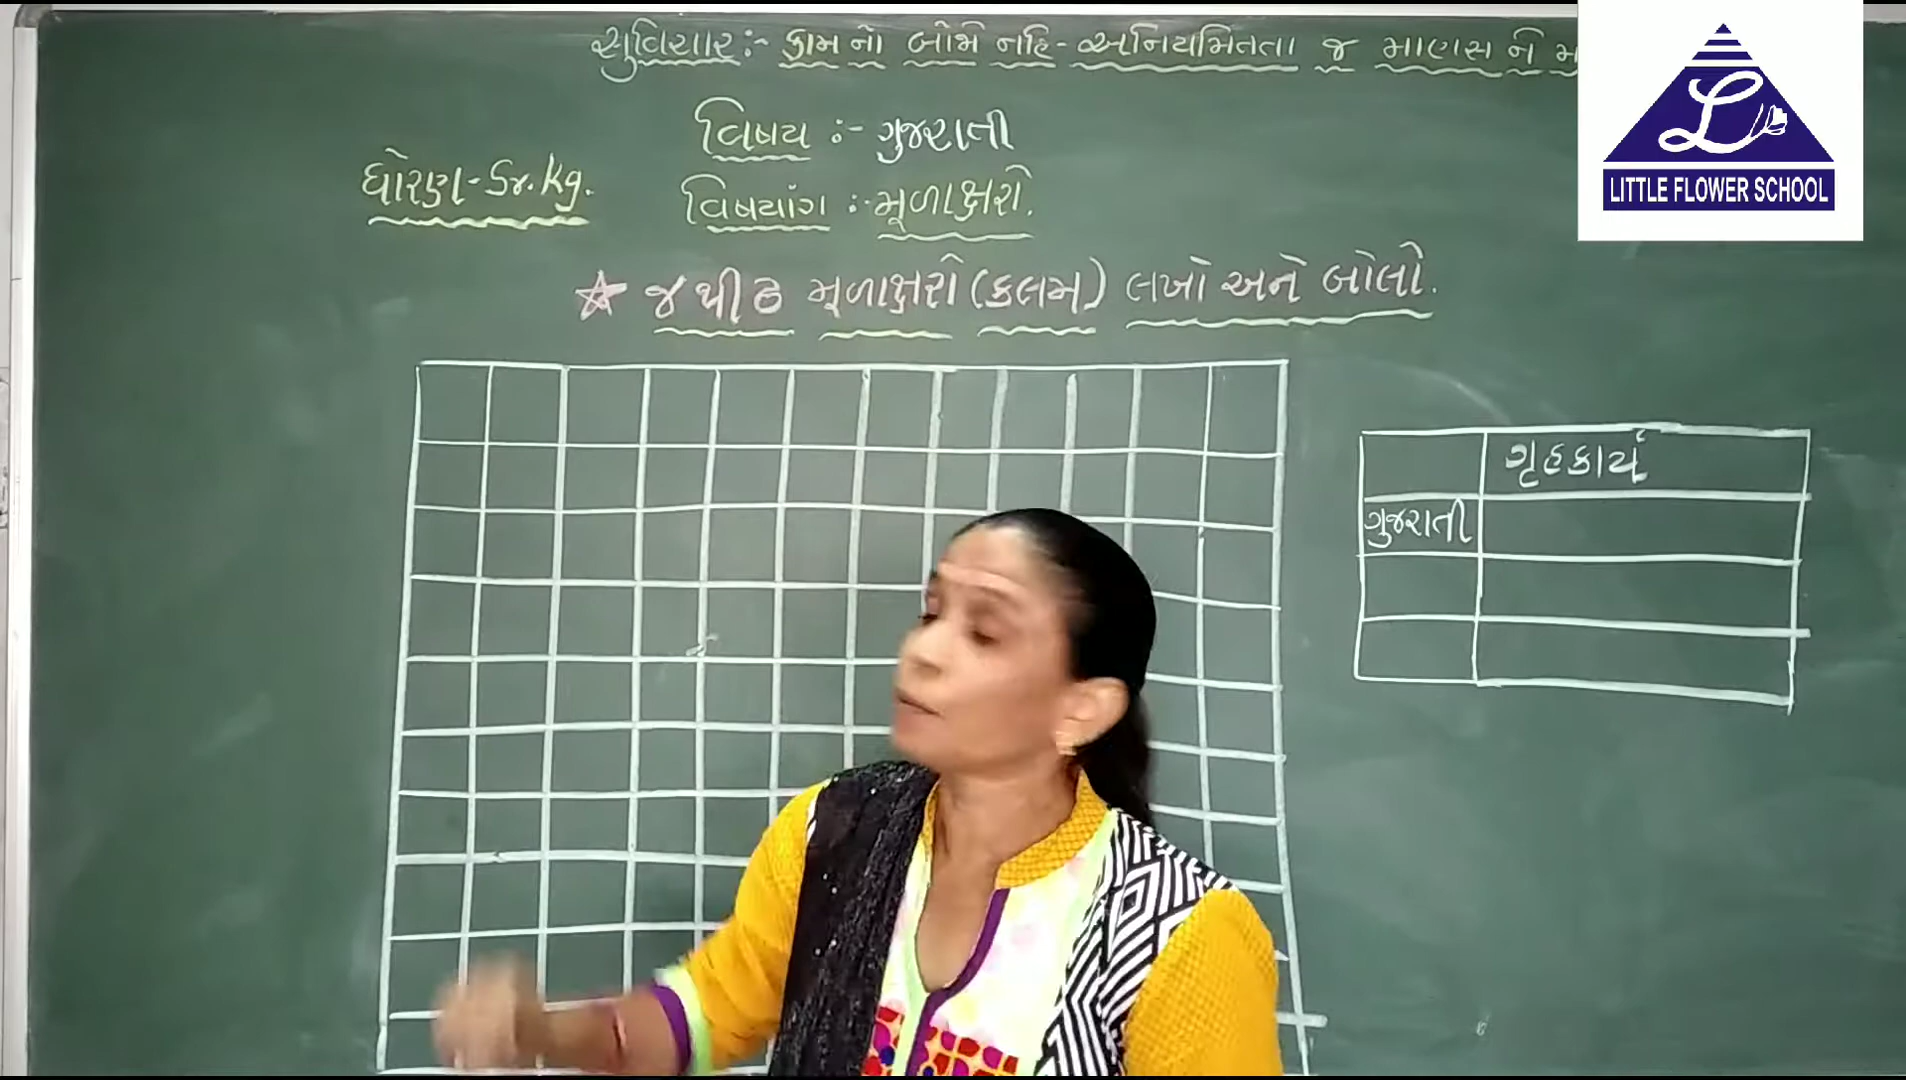 સુવિચાર:- કામ નો બોજ નહિ- અનિયમિતતા જ માણસ ને
વિષય :- ગુજરાતી
ધોરણ- Sr. Kg.
વિષયાંગ :- મૂળાક્ષરો.
જ થી ઠ મૂળાક્ષરો (કલમ) લખો અને બોલો.
ગૃહકાર્ય
ગુજરાતી
L
LITTLE FLOWER SCHOOL